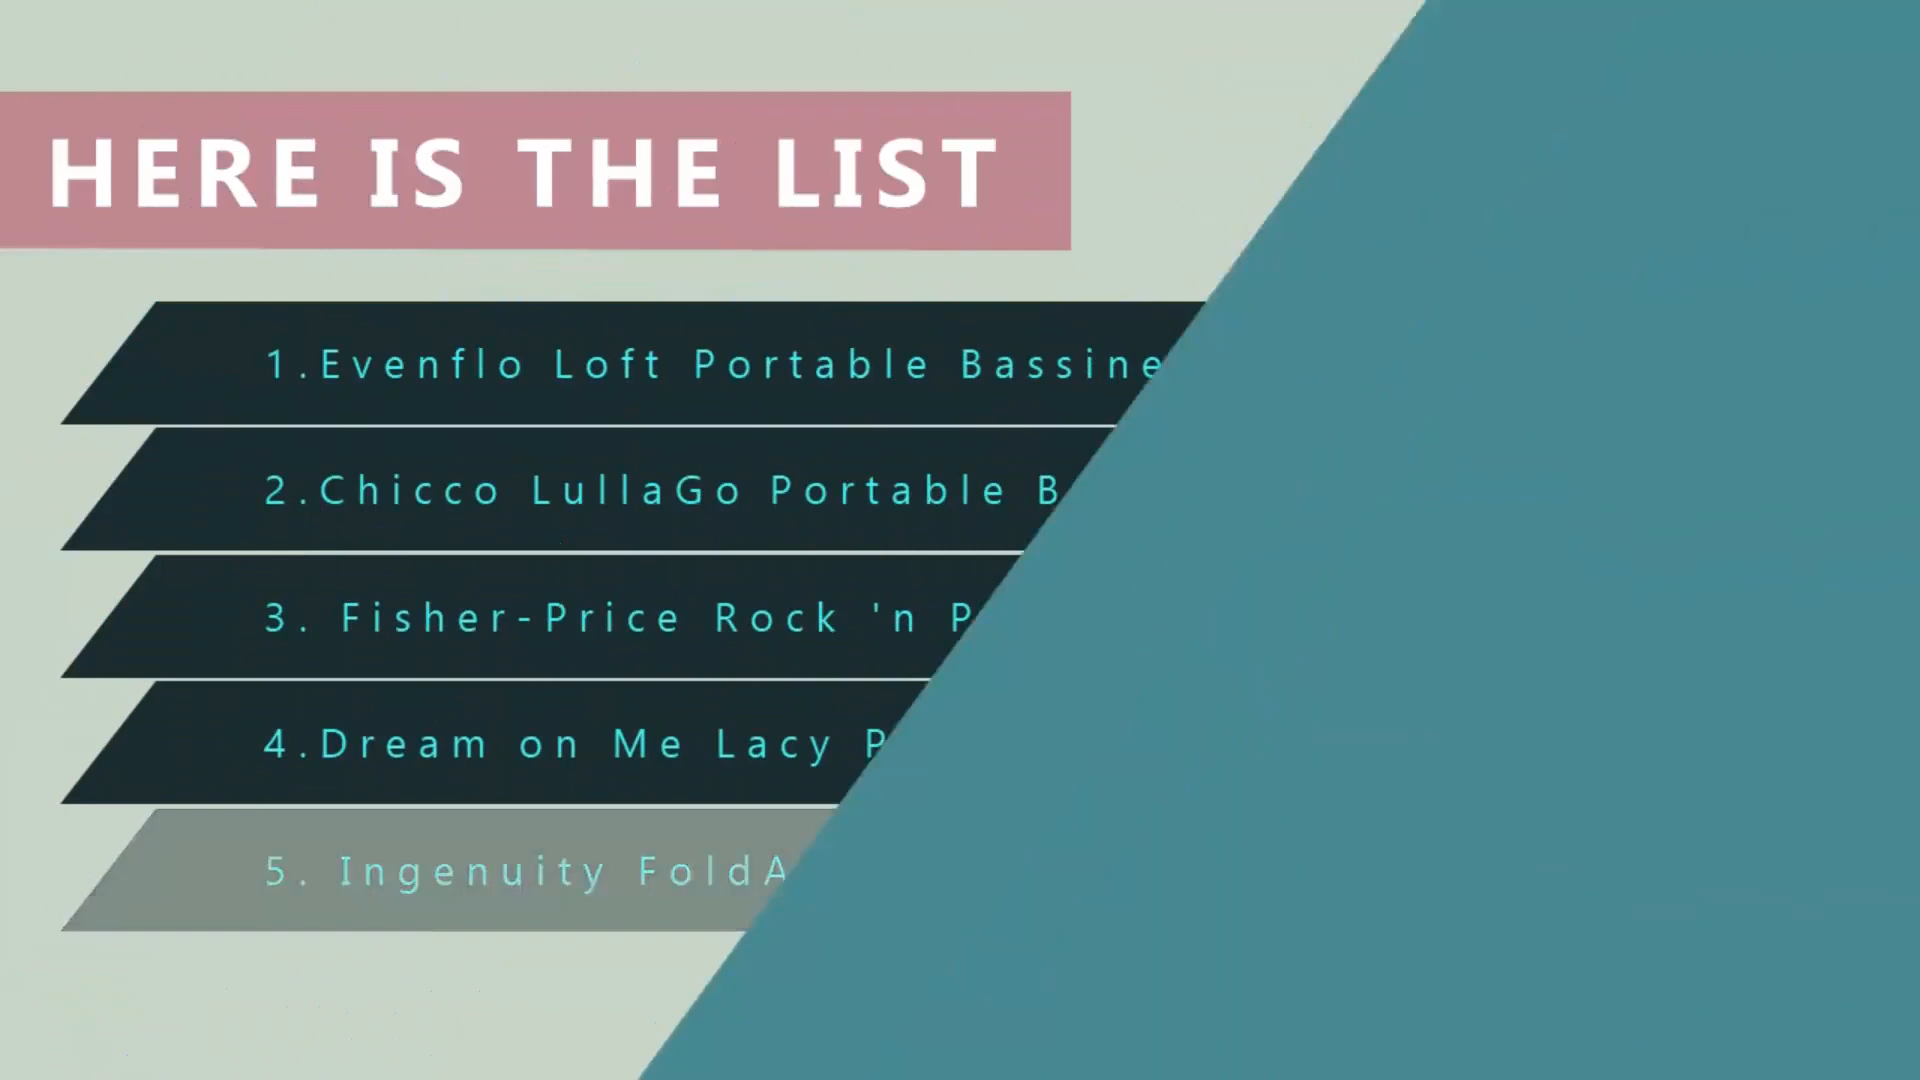 HERE IS THE LIST
1.Evenflo Loft Portable Bassine
2.Chicco LullaGo Portable B
3. Fisher-Price Rock 'n P
4.Dream on Me Lacy P
5. Ingenuity FoldA